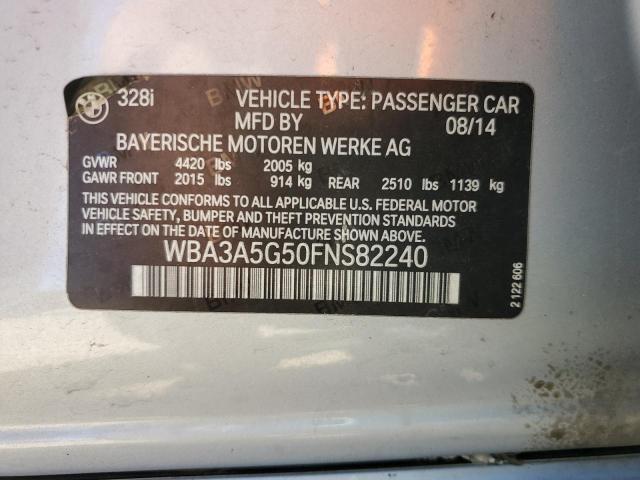 BMW 328i VEHICLE TYPE: PASSENGER CAR
MFD BY 08/14
BAYERISCHE MOTOREN WERKE AG
GVWR 4420 lbs 2005 kg
GAWR FRONT 2015 lbs 914 kg REAR 2510 lbs 1139 kg
THIS VEHICLE CONFORMS TO ALL APPLICABLE U.S. FEDERAL MOTOR
VEHICLE SAFETY, BUMPER AND THEFT PREVENTION STANDARDS
IN EFFECT ON THE DATE OF MANUFACTURE SHOWN ABOVE.
WBA3A5G50FNS82240
2 122 606